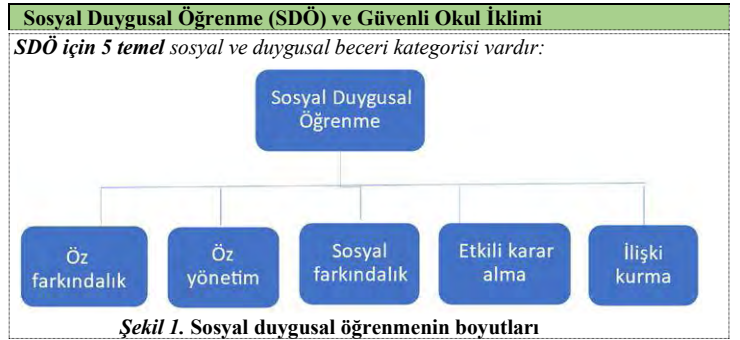 Sosyal Duygusal Öğrenme (SDÖ) ve Güvenli Okul İklimi
SDÖ için 5 temel sosyal ve duygusal beceri kategorisi vardır:
Sosyal Duygusal
Öğrenme
Öz
farkındalık
Öz
yönetim
Sosyal
farkındalık
Etkili karar
alma
İlişki
kurma
Şekil 1. Sosyal duygusal öğrenmenin boyutları